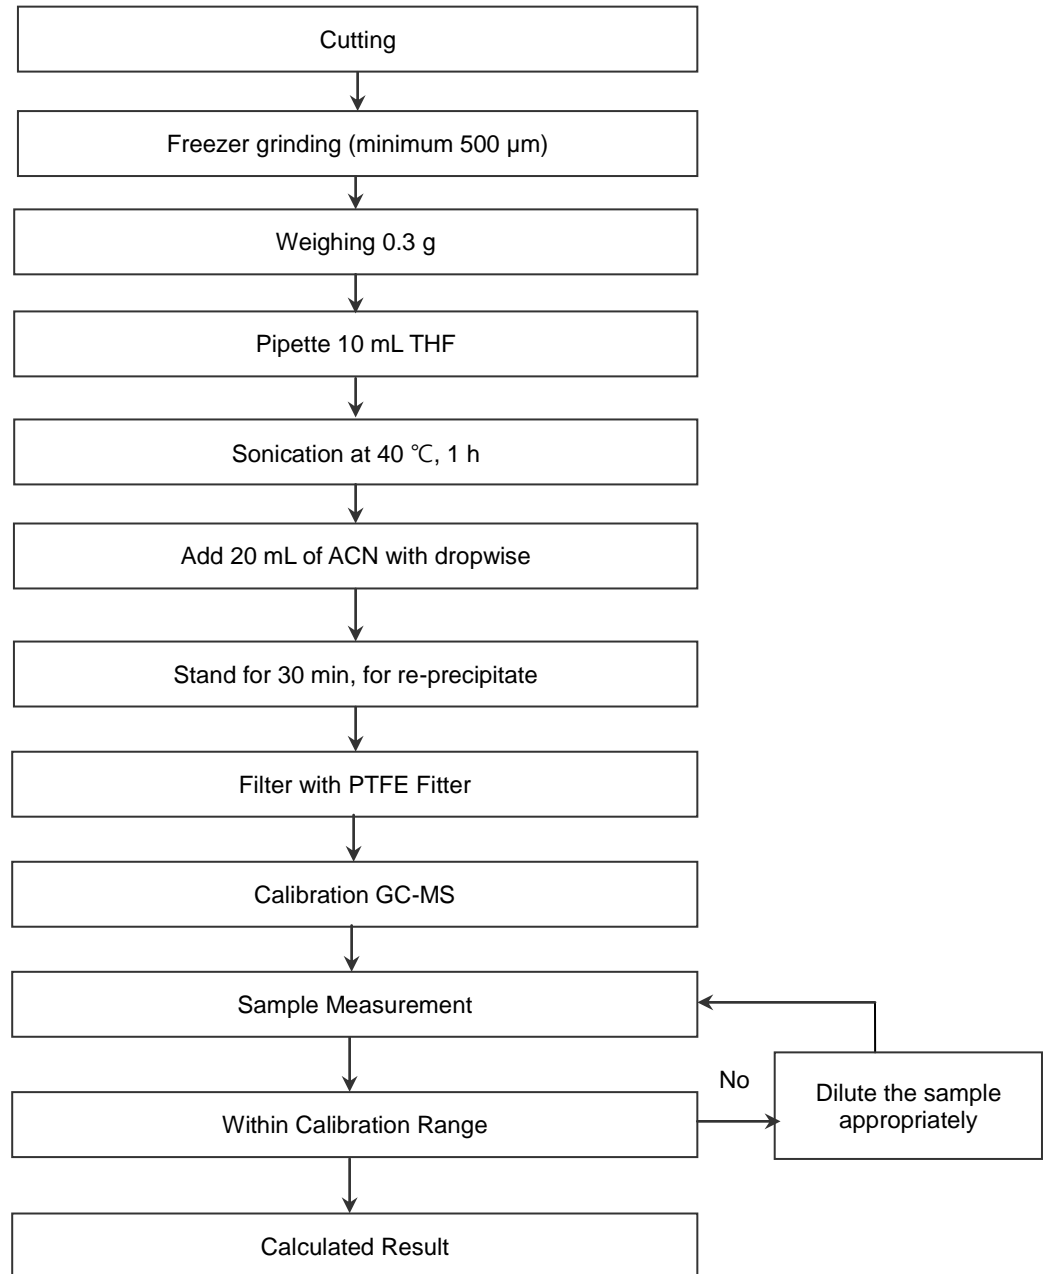 Cutting
Freezer grinding (minimum 500 µm)
Weighing 0.3 g
Pipette 10 mL THF
Sonication at 40 ℃, 1 h
Add 20 mL of ACN with dropwise
Stand for 30 min, for re-precipitate
Filter with PTFE Fitter
Calibration GC-MS
Sample Measurement
Within Calibration Range
No
Dilute the sample
appropriately
Calculated Result